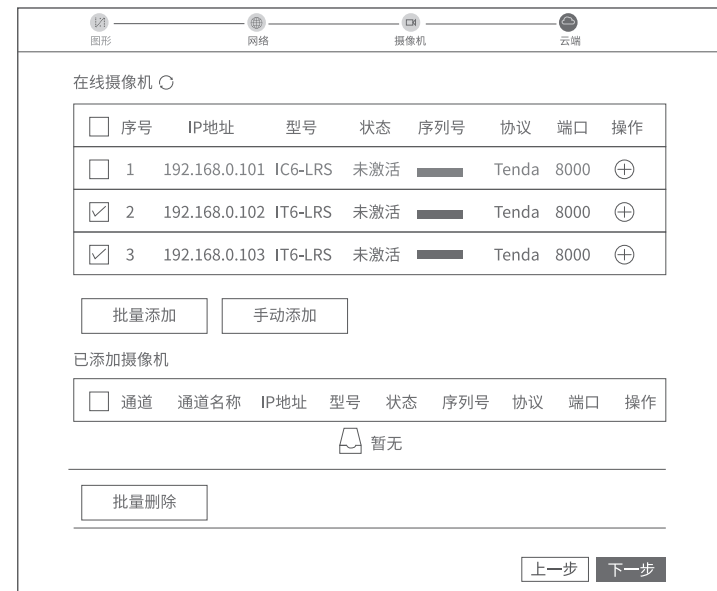 图形 网络 摄像机 云端
在线摄像机
序号 IP地址 型号 状态 序列号 协议 端口 操作
1 192.168.0.101 IC6-LRS 未激活 Tenda 8000
2 192.168.0.102 IT6-LRS 未激活 Tenda 8000
3 192.168.0.103 IT6-LRS 未激活 Tenda 8000
批量添加 手动添加
已添加摄像机
通道 通道名称 IP地址 型号 状态 序列号 协议 端口 操作
暂无
批量删除
上一步 下一步